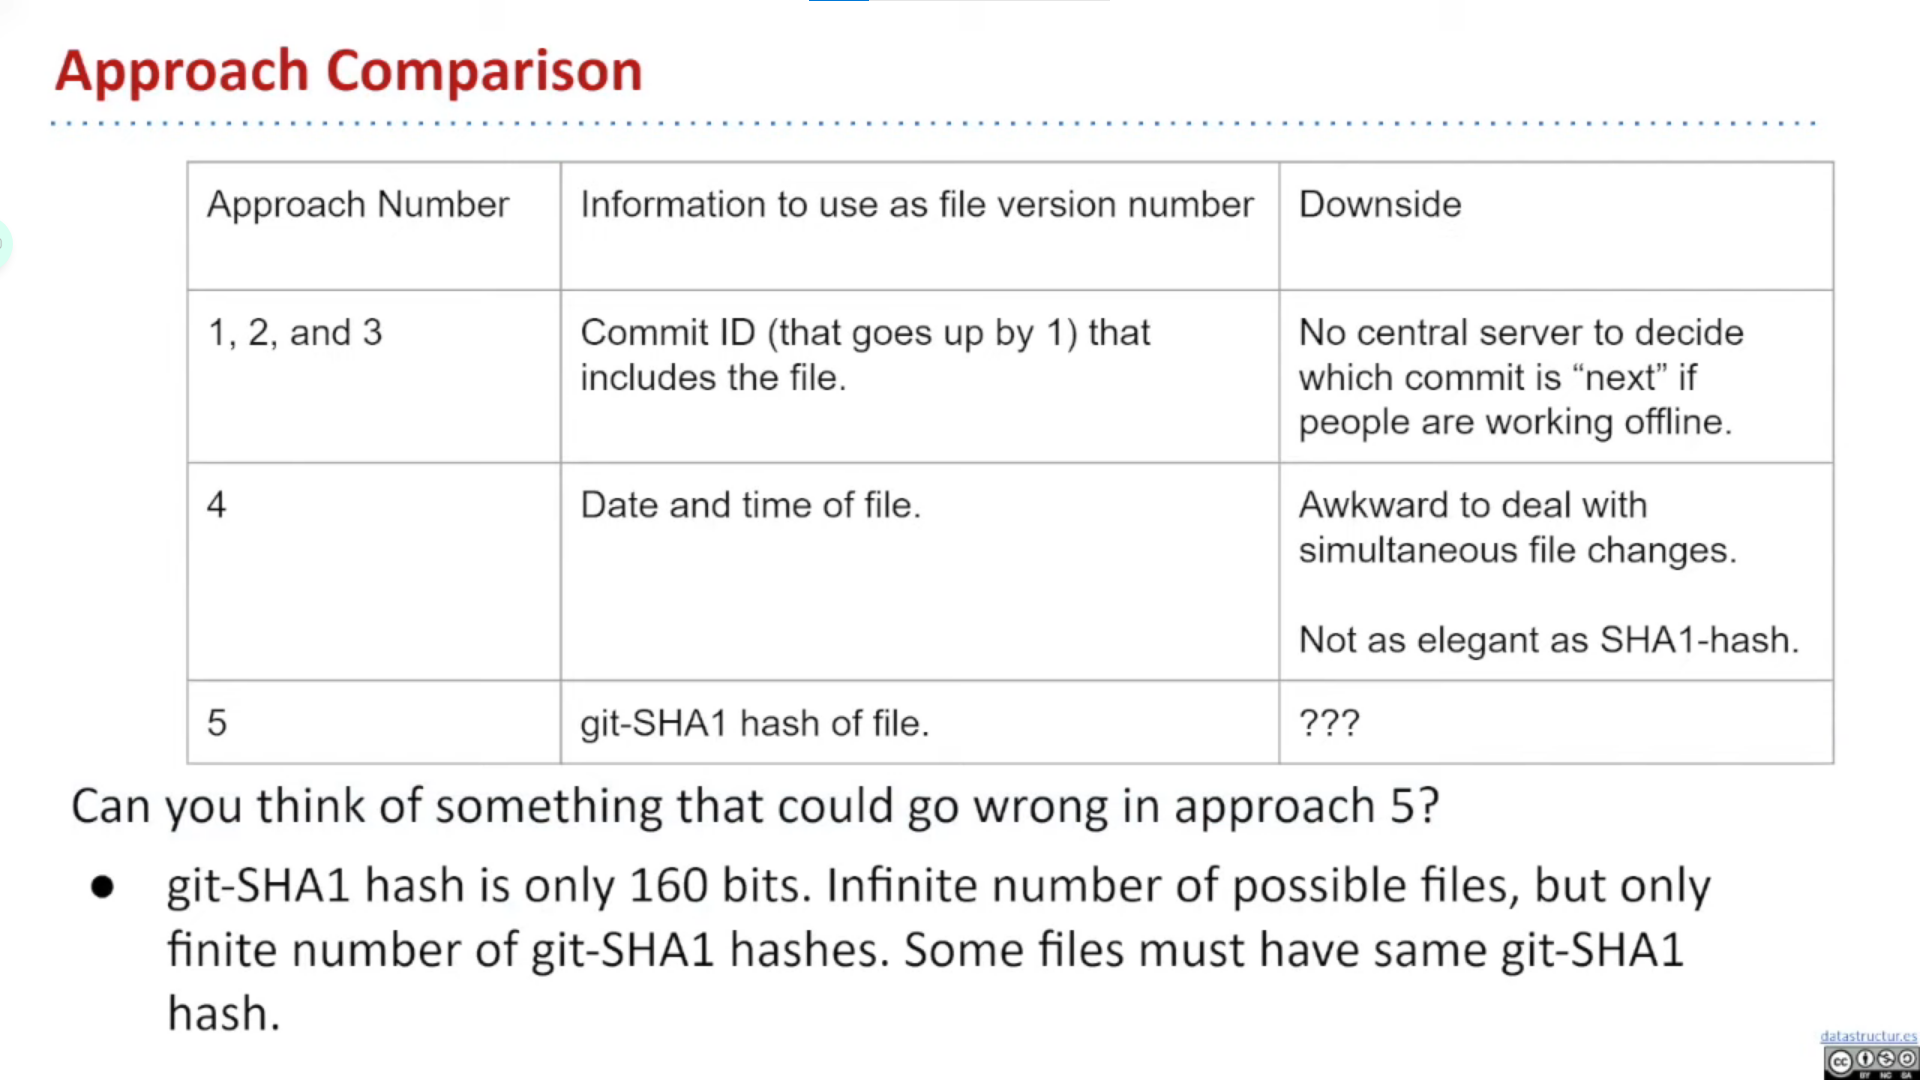 Approach Comparison
Approach Number
Information to use as file version number
Downside
1, 2, and 3
Commit ID (that goes up by 1) that
includes the file.
No central server to decide
which commit is “next” if
people are working offline.
4
Date and time of file.
Awkward to deal with
simultaneous file changes.
Not as elegant as SHA1-hash.
5
git-SHA1 hash of file.
???
Can you think of something that could go wrong in approach 5?
● git-SHA1 hash is only 160 bits. Infinite number of possible files, but only
finite number of git-SHA1 hashes. Some files must have same git-SHA1
hash.
datastructur.es
cc
BY NC SA